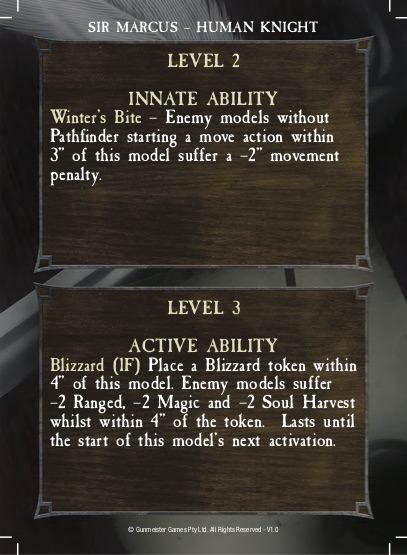 SIR MARCUS – HUMAN KNIGHT
LEVEL 2
INNATE ABILITY
Winter's Bite – Enemy models without
Pathfinder starting a move action within
3" of this model suffer a –2" movement
penalty.
LEVEL 3
ACTIVE ABILITY
Blizzard (1F) Place a Blizzard token within
4" of this model. Enemy models suffer
–2 Ranged, –2 Magic and –2 Soul Harvest
whilst within 4" of the token. Lasts until
the start of this model's next activation.
© Gunmeister Games Pty Ltd. All Rights Reserved - V1.0